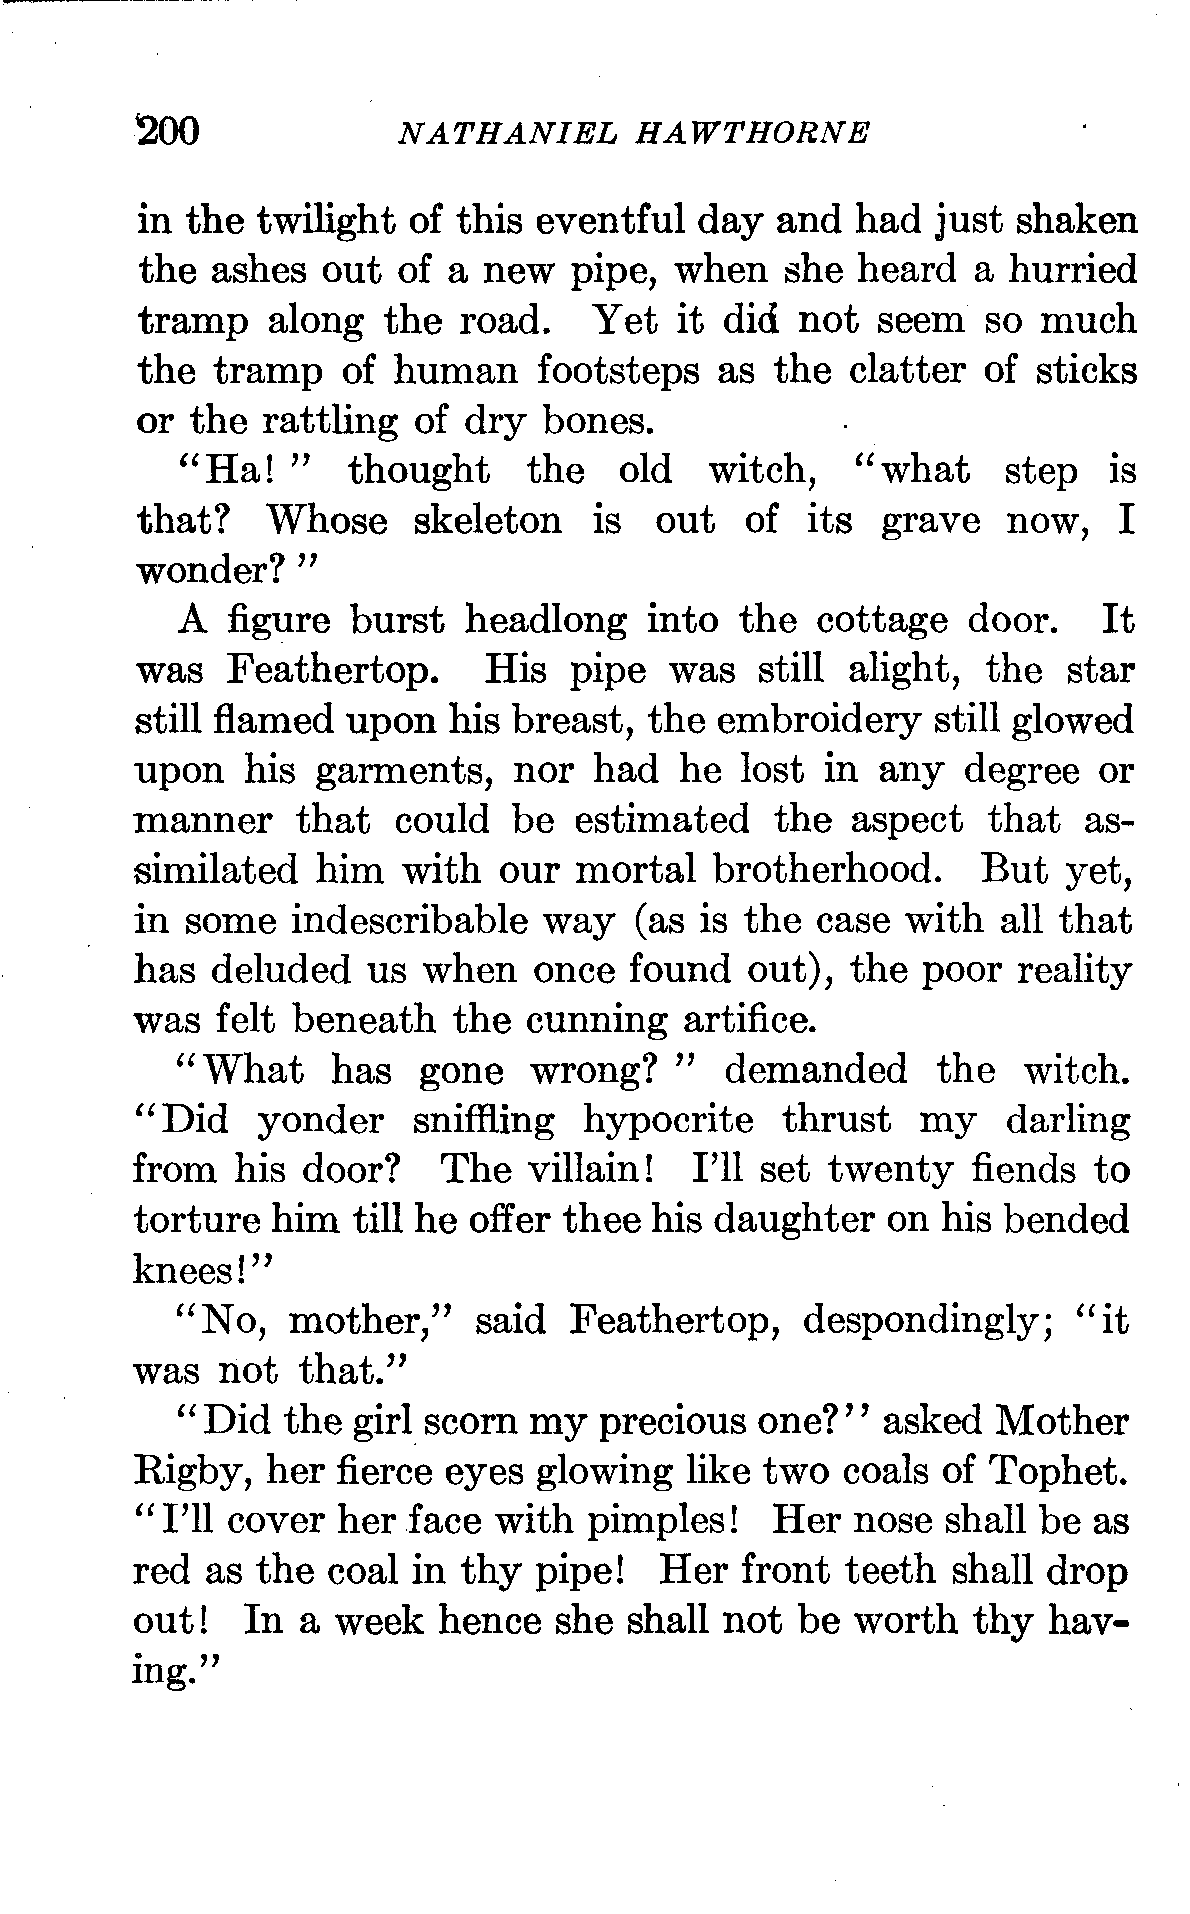 200 NATHANIEL HAWTHORNE
in the twilight of this eventful day and had just shaken
the ashes out of a new pipe, when she heard a hurried
tramp along the road. Yet it did not seem so much
the tramp of human footsteps as the clatter of sticks
or the rattling of dry bones.
"Ha!" thought the old witch, "what step is
that? Whose skeleton is out of its grave now, I
wonder?"
A figure burst headlong into the cottage door. It
was Feathertop. His pipe was still alight, the star
still flamed upon his breast, the embroidery still glowed
upon his garments, nor had he lost in any degree or
manner that could be estimated the aspect that as-
similated him with our mortal brotherhood. But yet,
in some indescribable way (as is the case with all that
has deluded us when once found out), the poor reality
was felt beneath the cunning artifice.
"What has gone wrong?" demanded the witch.
"Did yonder sniffling hypocrite thrust my darling
from his door? The villain! I'll set twenty fiends to
torture him till he offer thee his daughter on his bended
knees!"
"No, mother," said Feathertop, despondingly; "it
was not that."
"Did the girl scorn my precious one?" asked Mother
Rigby, her fierce eyes glowing like two coals of Tophet.
"I'll cover her face with pimples! Her nose shall be as
red as the coal in thy pipe! Her front teeth shall drop
out! In a week hence she shall not be worth thy hav-
ing."